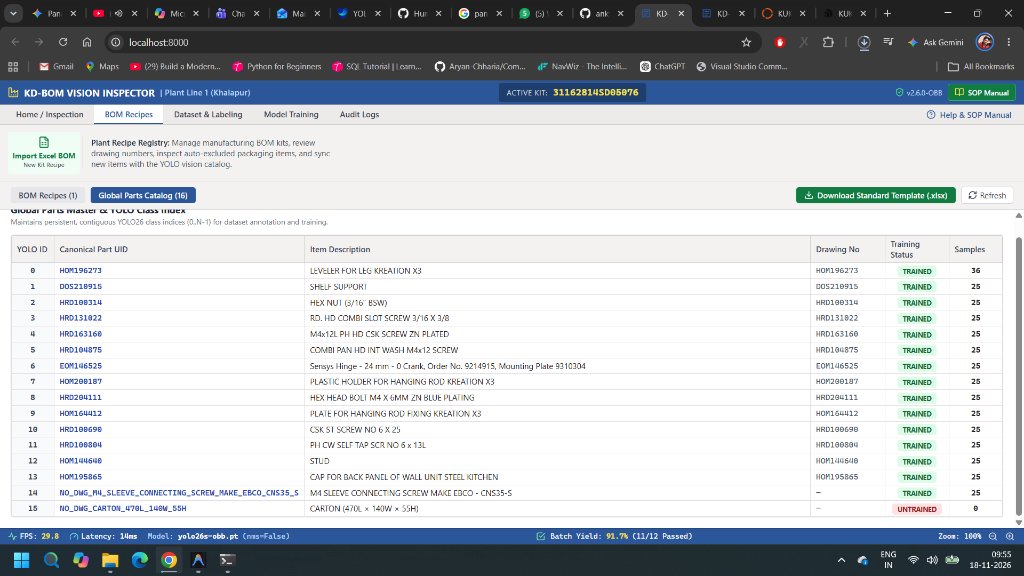 Pan
Mic
Cha
Mai
YOL
Hur
pan
(5)
ank
KD-
KD-
KUK
KUK
localhost:8000
Ask Gemini
Gmail
Maps
(29) Build a Modern...
Python for Beginners
SQL Tutorial | Learn...
Aryan-Chharia/Com...
NavWiz - The Intelli...
ChatGPT
Visual Studio Comm...
All Bookmarks
KD-BOM VISION INSPECTOR | Plant Line 1 (Khalapur)
ACTIVE KIT: 31162814SD05076
v2.6.0-OBB
SOP Manual
Home / Inspection
BOM Recipes
Dataset & Labeling
Model Training
Audit Logs
Help & SOP Manual
Import Excel BOM
New Kit Recipe
Plant Recipe Registry: Manage manufacturing BOM kits, review
drawing numbers, inspect auto-excluded packaging items, and sync
new items with the YOLO vision catalog.
BOM Recipes (1)
Global Parts Catalog (16)
Download Standard Template (.xlsx)
Refresh
Global Parts Master & YOLO Class Index
Maintains persistent, contiguous YOLO26 class indices (0..N-1) for dataset annotation and training.
YOLO ID Canonical Part UID Item Description Drawing No Training Status Samples
0 HOM196273 LEVELER FOR LEG KREATION X3 HOM196273 TRAINED 36
1 DOS210915 SHELF SUPPORT DOS210915 TRAINED 25
2 HRD100314 HEX NUT (3/16" BSW) HRD100314 TRAINED 25
3 HRD131022 RD. HD COMBI SLOT SCREW 3/16 X 3/8 HRD131022 TRAINED 25
4 HRD163160 M4x12L PH HD CSK SCREW ZN PLATED HRD163160 TRAINED 25
5 HRD104875 COMBI PAN HD INT WASH M4x12 SCREW HRD104875 TRAINED 25
6 EOM146525 Sensys Hinge - 24 mm - 0 Crank, Order No. 9214915, Mounting Plate 9310304 EOM146525 TRAINED 25
7 HOM200187 PLASTIC HOLDER FOR HANGING ROD KREATION X3 HOM200187 TRAINED 25
8 HRD204111 HEX HEAD BOLT M4 X 6MM ZN BLUE PLATING HRD204111 TRAINED 25
9 HOM164412 PLATE FOR HANGING ROD FIXING KREATION X3 HOM164412 TRAINED 25
10 HRD100690 CSK ST SCREW NO 6 X 25 HRD100690 TRAINED 25
11 HRD100804 PH CW SELF TAP SCR NO 6 x 13L HRD100804 TRAINED 25
12 HOM144640 STUD HOM144640 TRAINED 25
13 HOM195865 CAP FOR BACK PANEL OF WALL UNIT STEEL KITCHEN HOM195865 TRAINED 25
14 NO_DWG_M4_SLEEVE_CONNECTING_SCREW_MAKE_EBCO_CNS35_S M4 SLEEVE CONNECTING SCREW MAKE EBCO - CNS35-S — TRAINED 25
15 NO_DWG_CARTON_470L_140W_55H CARTON (470L × 140W × 55H) — UNTRAINED 0
FPS: 29.8 Latency: 14ms Model: yolo26s-obb.pt (nms=False)
Batch Yield: 91.7% (11/12 Passed)
Zoom: 100%
ENG
IN
09:55
18-11-2026